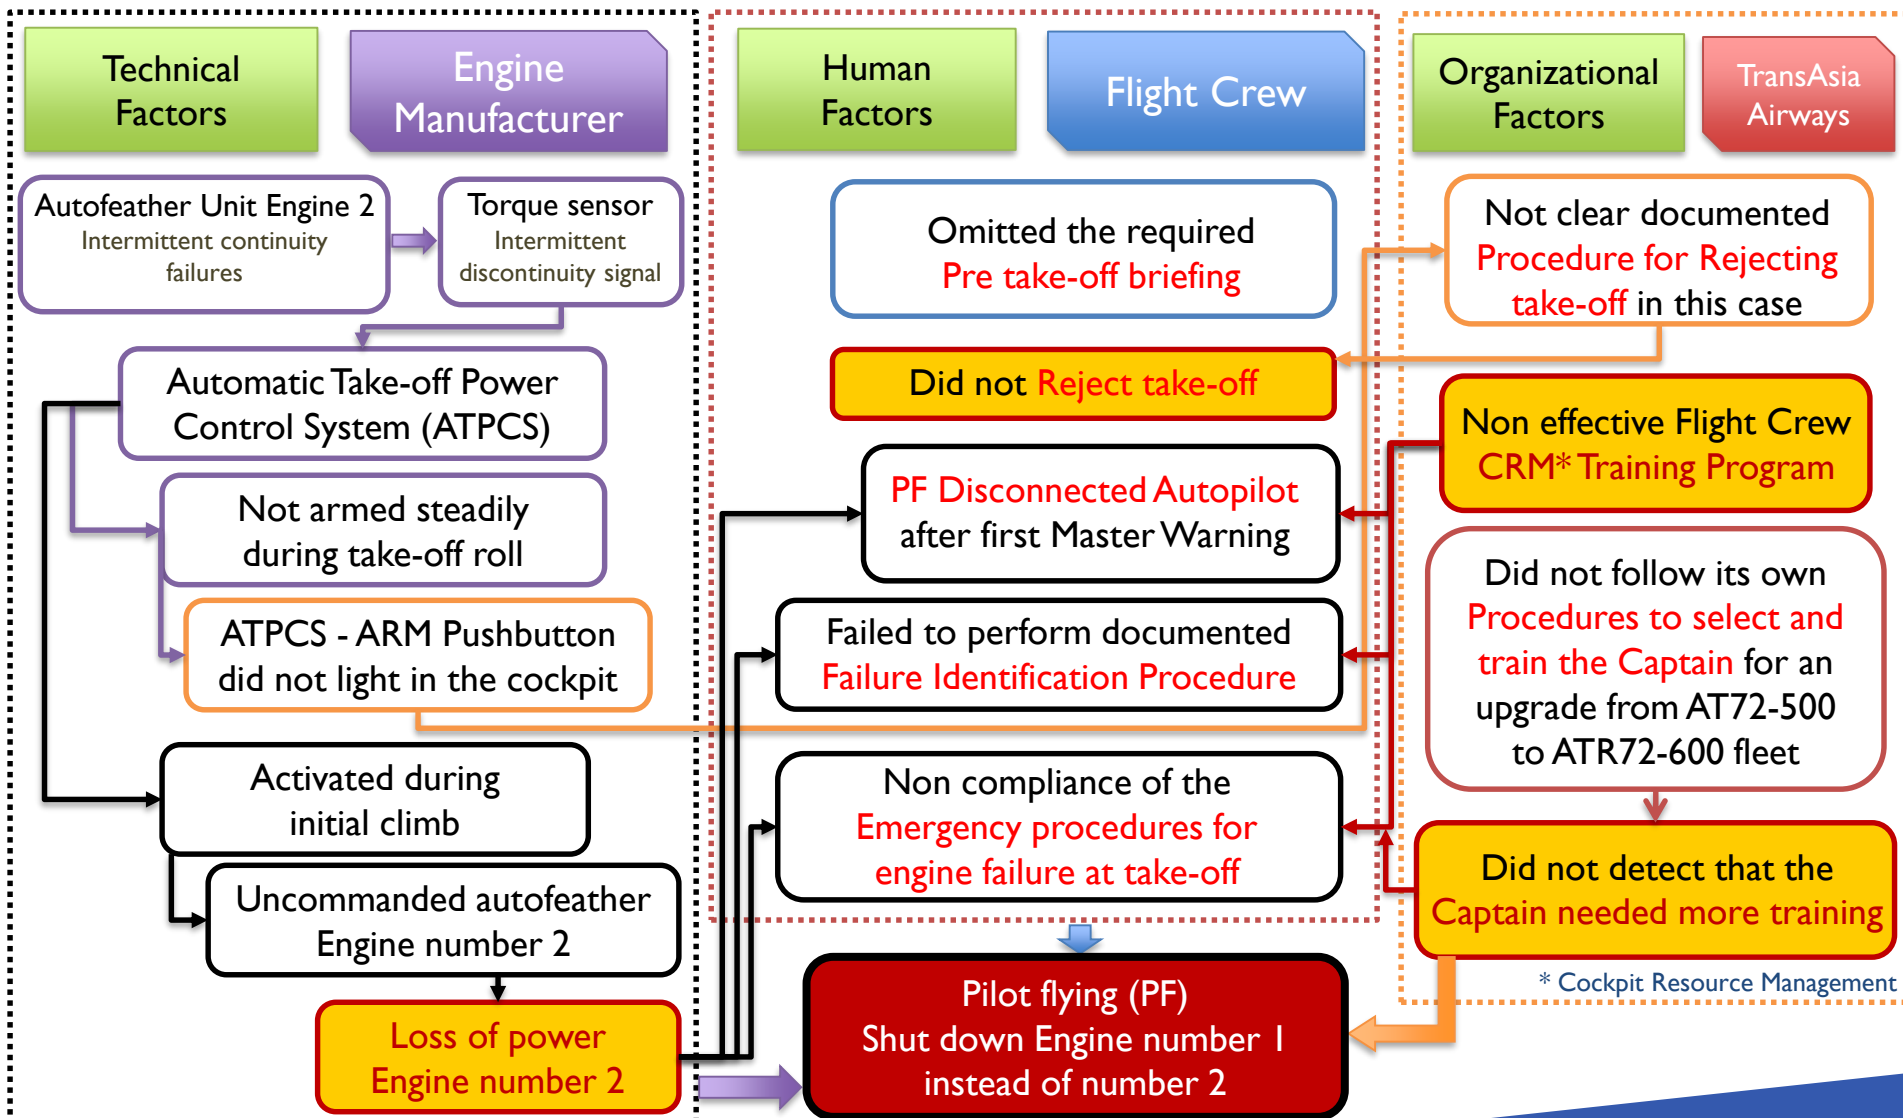 Technical
Factors
Engine
Manufacturer
Autofeather Unit Engine 2
Intermittent continuity
failures
Torque sensor
Intermittent
discontinuity signal
Automatic Take-off Power
Control System (ATPCS)
Not armed steadily
during take-off roll
ATPCS - ARM Pushbutton
did not light in the cockpit
Activated during
initial climb
Uncommanded autofeather
Engine number 2
Loss of power
Engine number 2
Human
Factors
Flight Crew
Omitted the required
Pre take-off briefing
Did not Reject take-off
PF Disconnected Autopilot
after first Master Warning
Failed to perform documented
Failure Identification Procedure
Non compliance of the
Emergency procedures for
engine failure at take-off
Pilot flying (PF)
Shut down Engine number 1
instead of number 2
Organizational
Factors
TransAsia
Airways
Not clear documented
Procedure for Rejecting
take-off in this case
Non effective Flight Crew
CRM* Training Program
Did not follow its own
Procedures to select and
train the Captain for an
upgrade from AT72-500
to ATR72-600 fleet
Did not detect that the
Captain needed more training
* Cockpit Resource Management